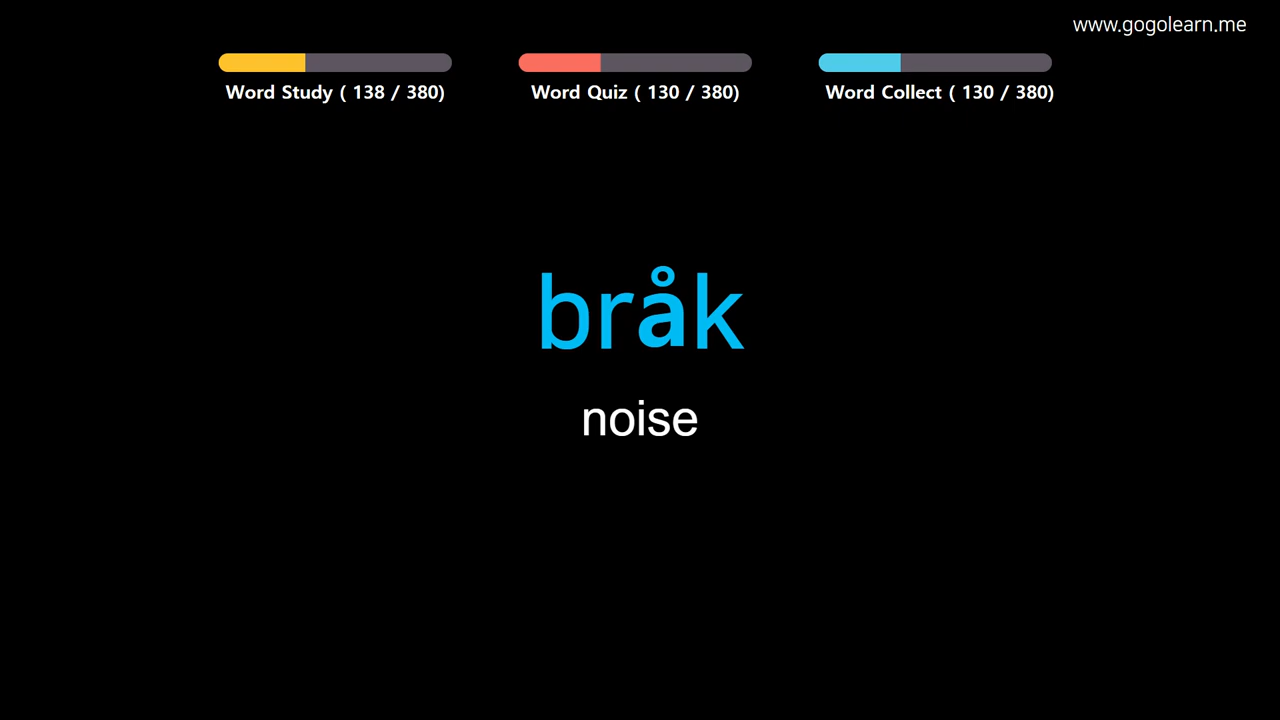 www.gogolearn.me
Word Study ( 138 / 380)
Word Quiz ( 130 / 380)
Word Collect ( 130 / 380)
bråk
noise